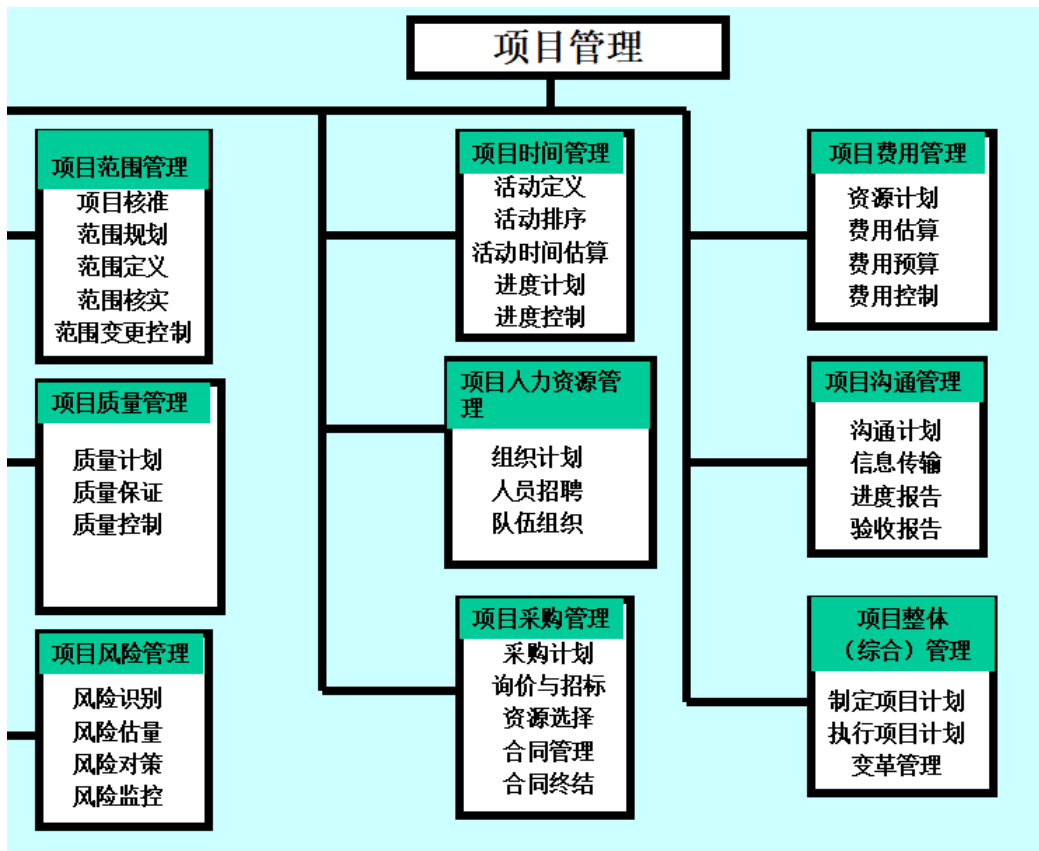 项目管理
项目范围管理
项目核准
范围规划
范围定义
范围核实
范围变更控制
项目时间管理
活动定义
活动排序
活动时间估算
进度计划
进度控制
项目费用管理
资源计划
费用估算
费用预算
费用控制
项目质量管理
质量计划
质量保证
质量控制
项目人力资源管
理
组织计划
人员招聘
队伍组织
项目沟通管理
沟通计划
信息传输
进度报告
验收报告
项目风险管理
风险识别
风险估量
风险对策
风险监控
项目采购管理
采购计划
询价与招标
资源选择
合同管理
合同终结
项目整体
（综合）管理
制定项目计划
执行项目计划
变革管理